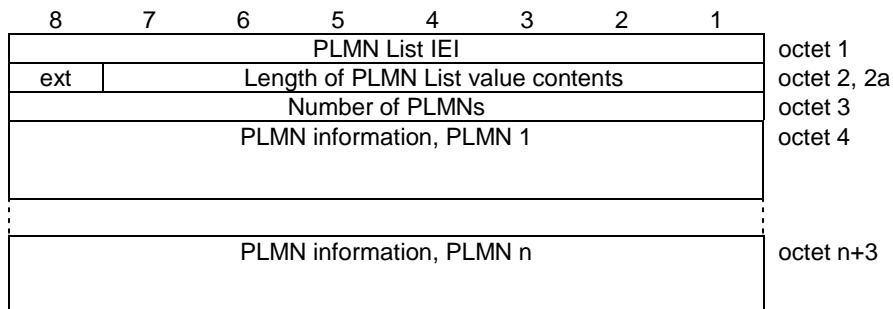 8 7 6 5 4 3 2 1
PLMN List IEI octet 1
ext Length of PLMN List value contents octet 2, 2a
Number of PLMNs octet 3
PLMN information, PLMN 1 octet 4
PLMN information, PLMN n octet n+3